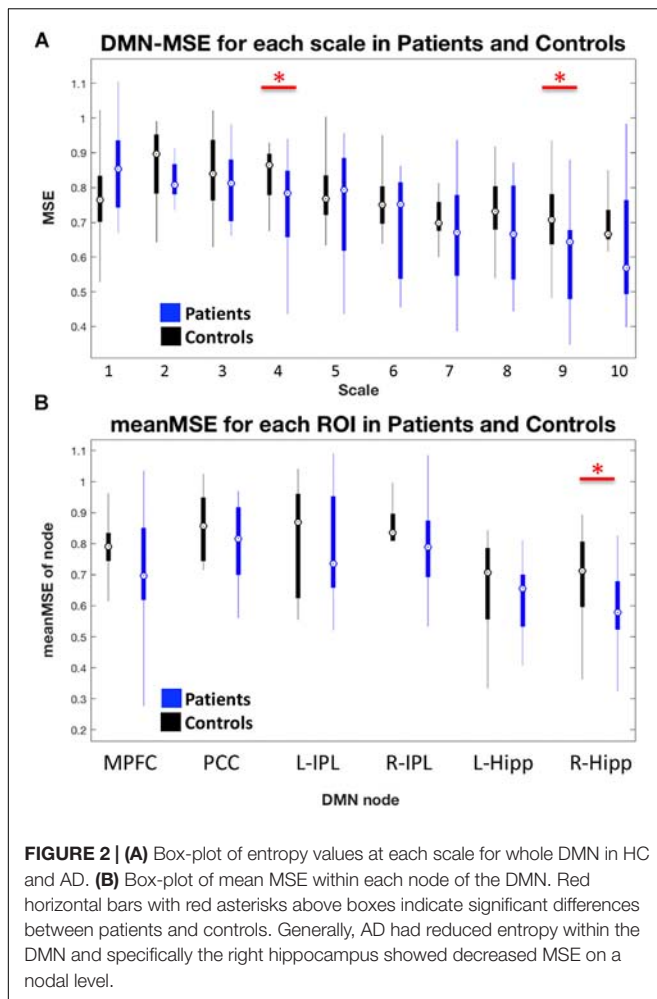 A
DMN-MSE for each scale in Patients and Controls
* *
1.1
1
0.9
0.8
0.7
0.6
0.5
0.4
MSE
Patients
Controls
1 2 3 4 5 6 7 8 9 10
Scale
B
meanMSE for each ROI in Patients and Controls
*
1.1
1
0.9
0.8
0.7
0.6
0.5
0.4
0.3
0.2
meanMSE of node
Patients
Controls
MPFC PCC L-IPL R-IPL L-Hipp R-Hipp
DMN node
FIGURE 2 | (A) Box-plot of entropy values at each scale for whole DMN in HC
and AD. (B) Box-plot of mean MSE within each node of the DMN. Red
horizontal bars with red asterisks above boxes indicate significant differences
between patients and controls. Generally, AD had reduced entropy within the
DMN and specifically the right hippocampus showed decreased MSE on a
nodal level.